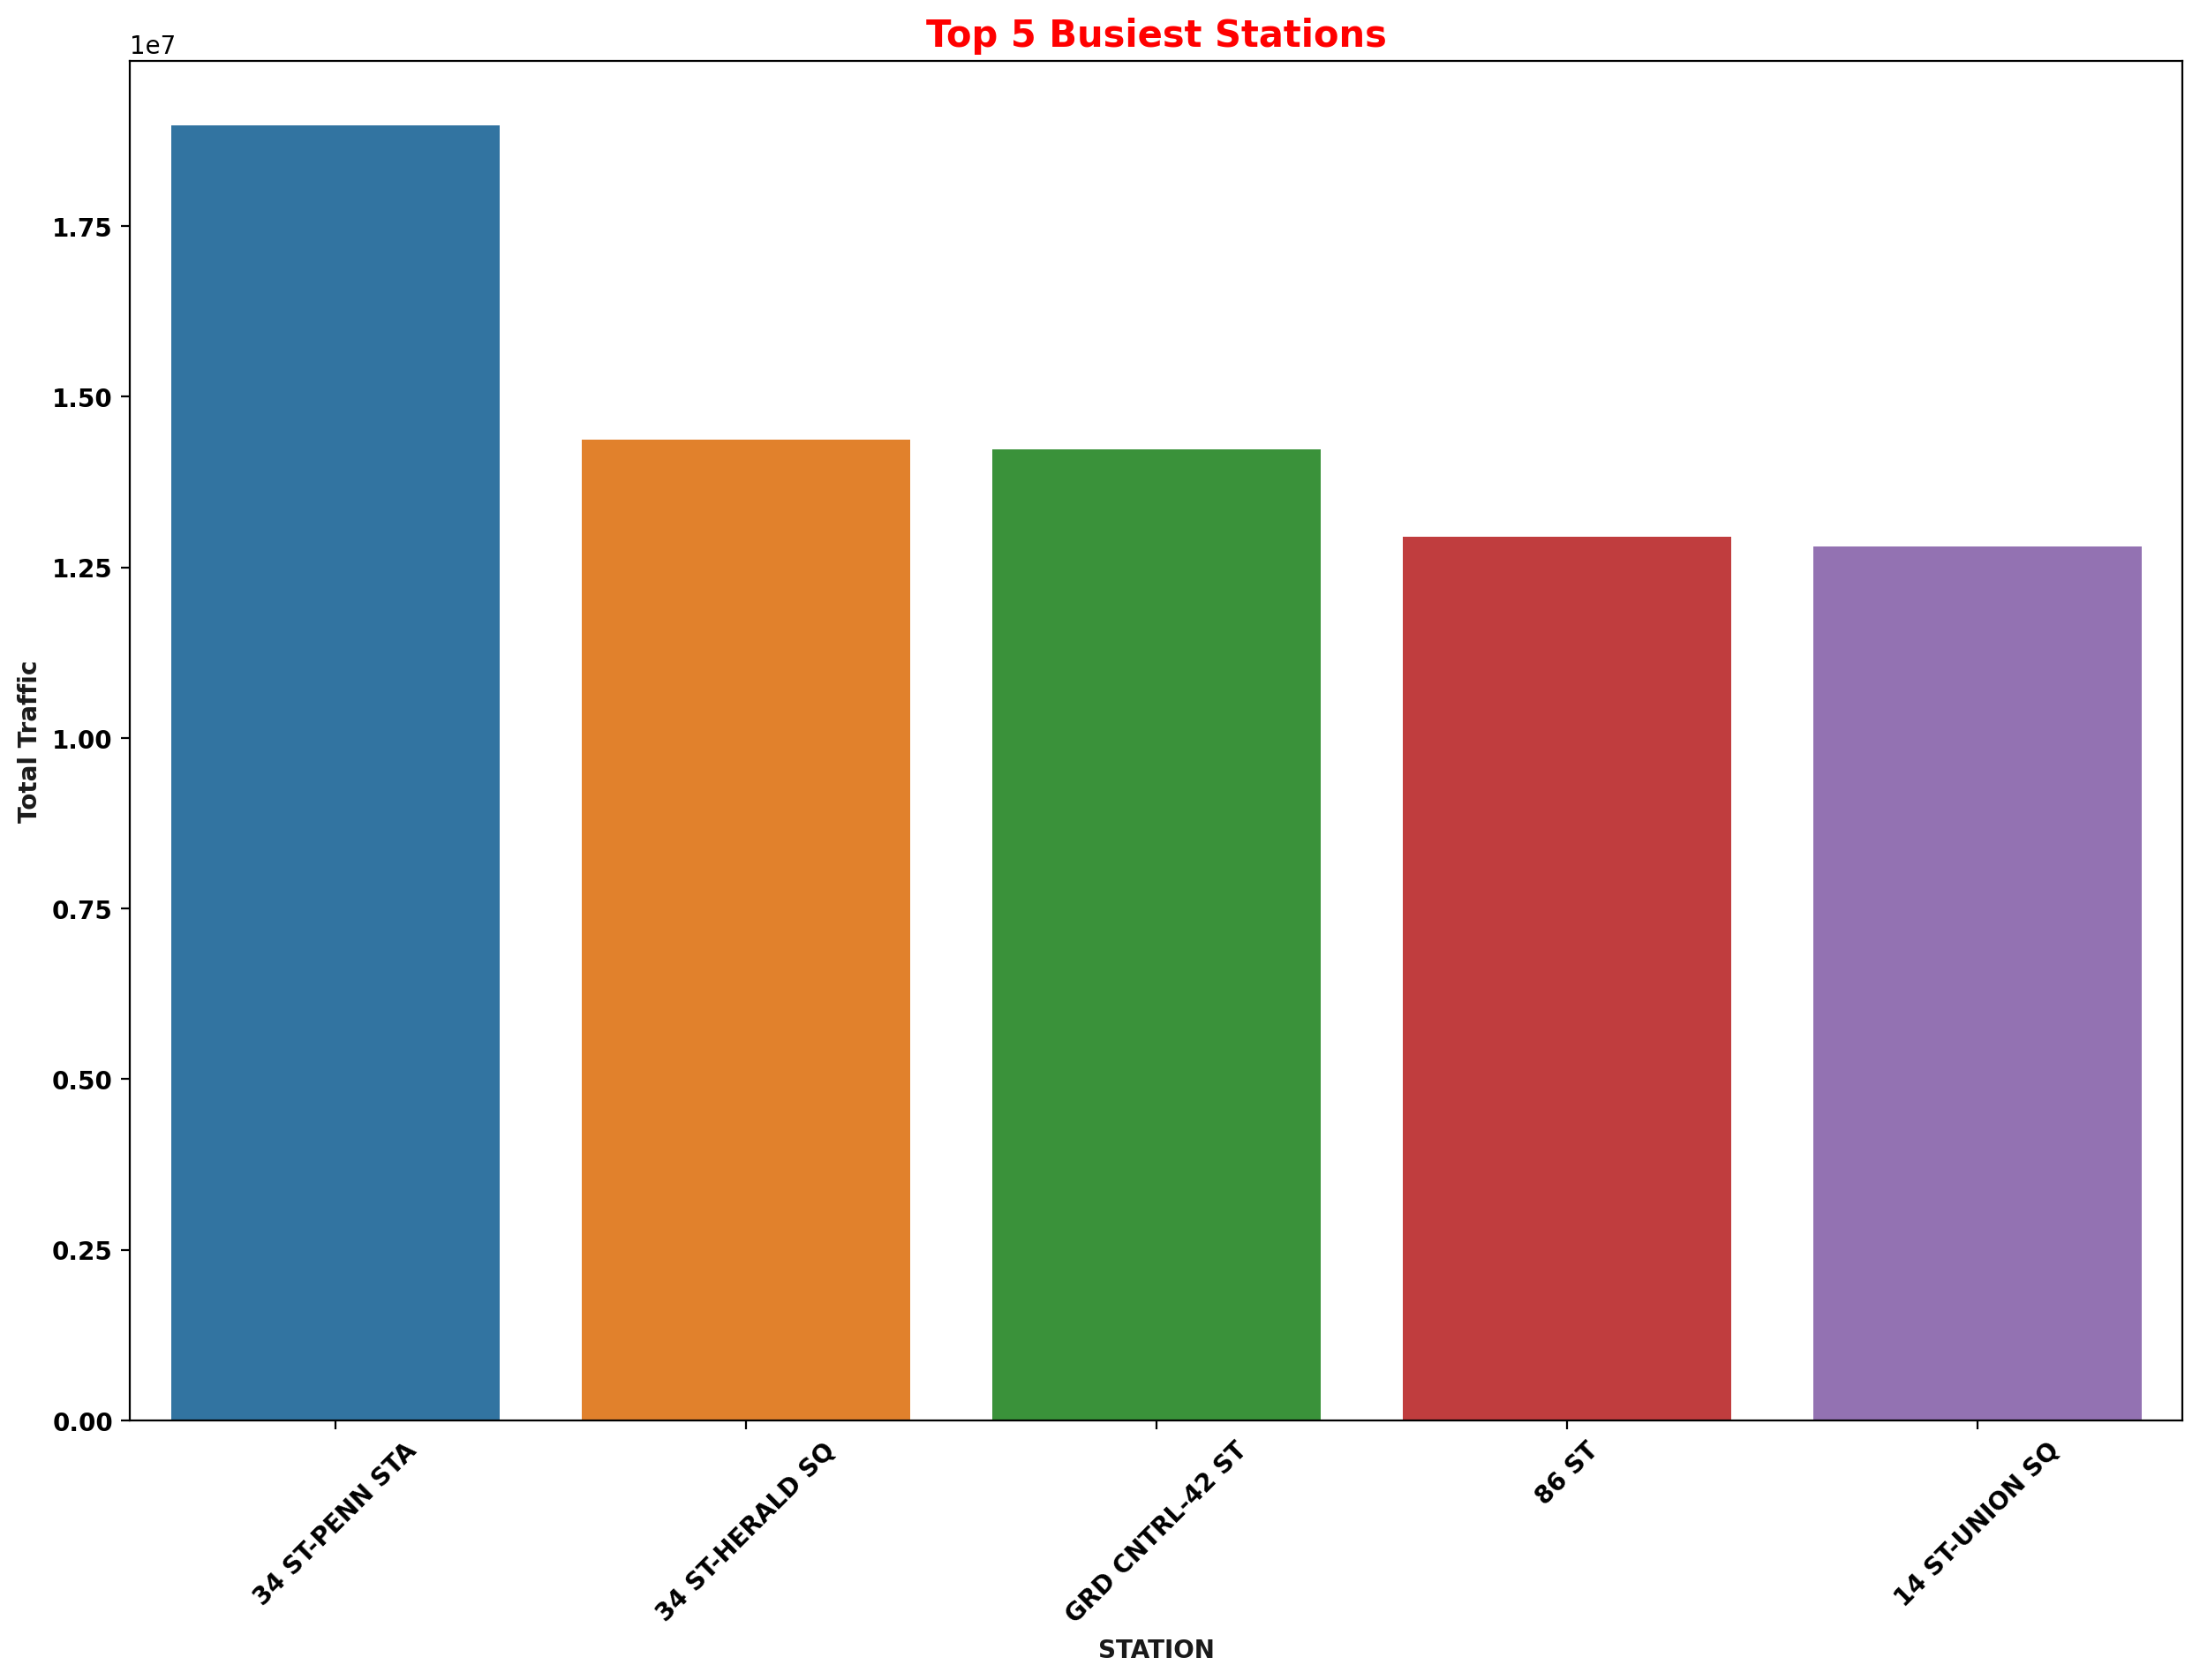 Top 5 Busiest Stations
1e7
1.75
1.50
1.25
1.00
0.75
0.50
0.25
0.00
Total Traffic
34 ST-PENN STA
34 ST-HERALD SQ
GRD CNTRL-42 ST
86 ST
14 ST-UNION SQ
STATION